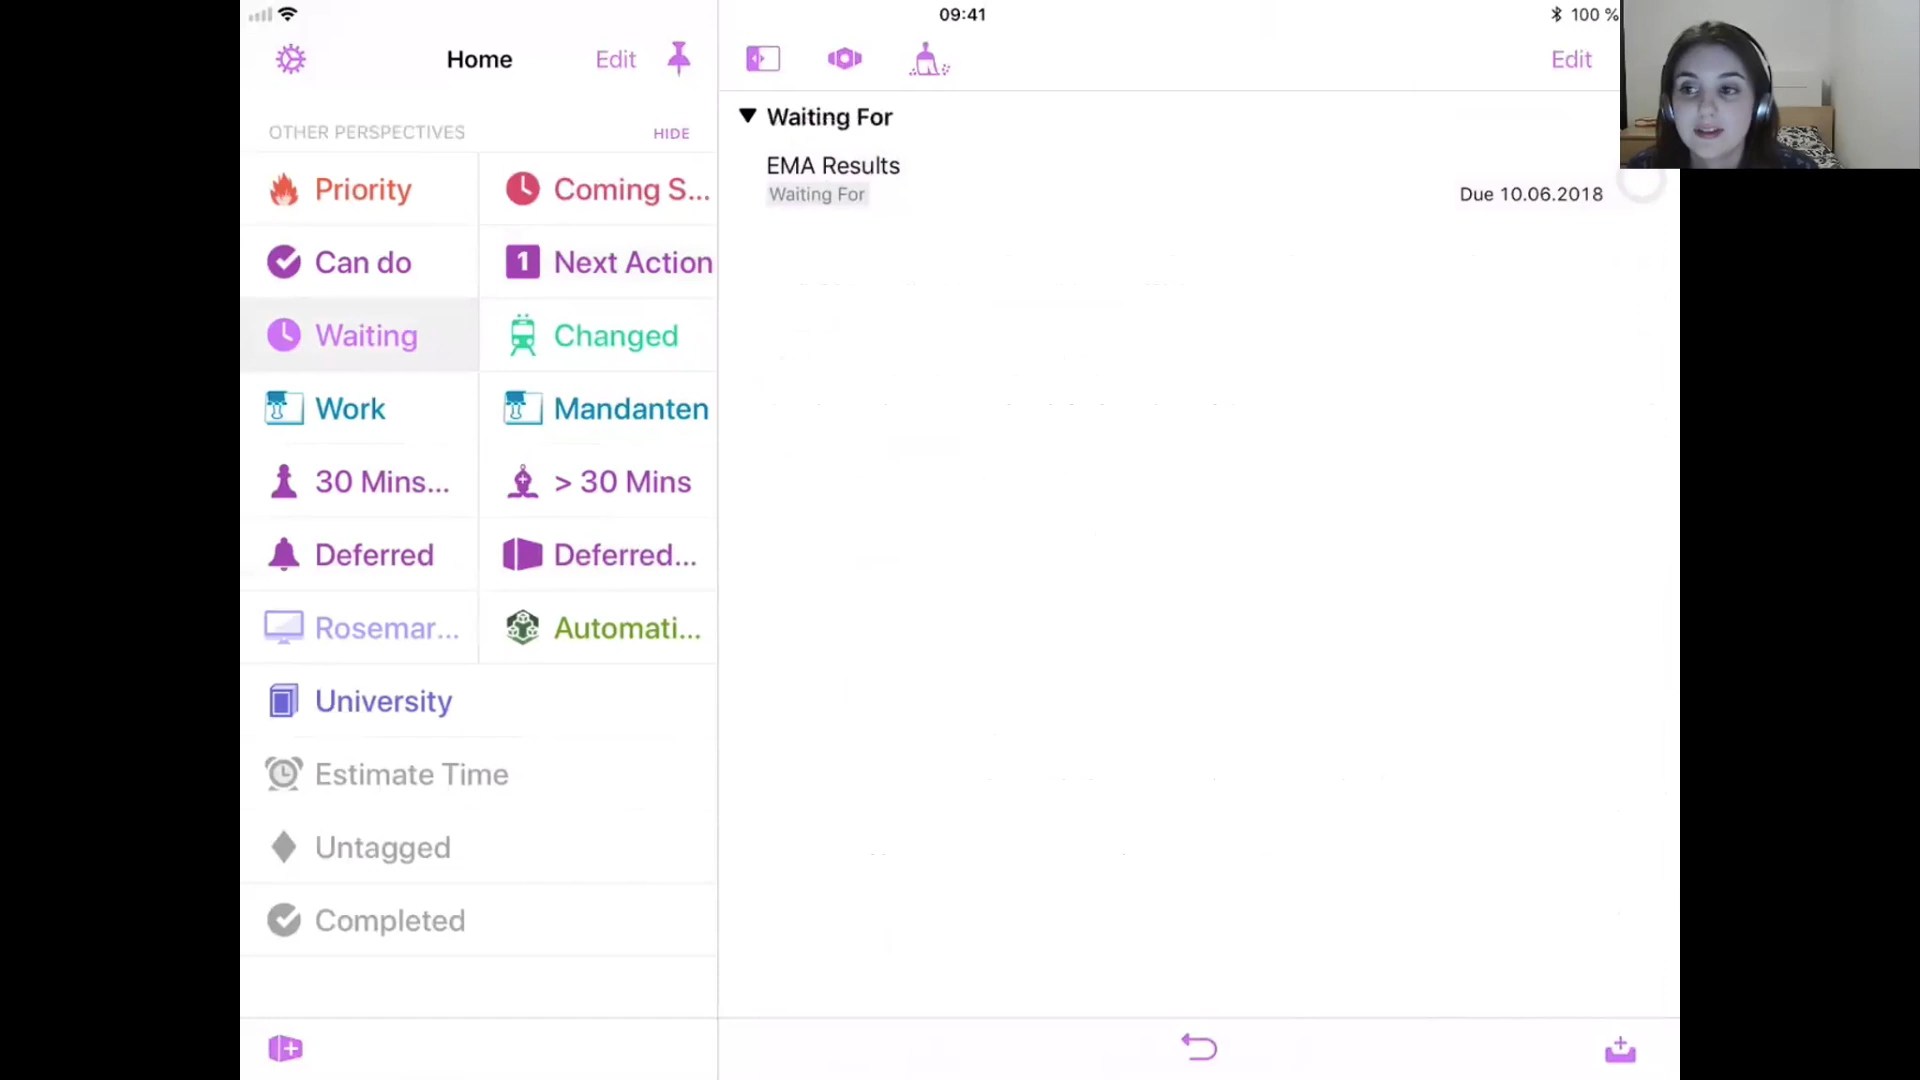 09:41
100 %
Home
Edit
Edit
OTHER PERSPECTIVES
HIDE
Priority
Coming S...
Can do
1
Next Action
Waiting
Changed
Work
Mandanten
30 Mins...
> 30 Mins
Deferred
Deferred...
Rosemar...
Automati...
University
Estimate Time
Untagged
Completed
Waiting For
EMA Results
Waiting For
Due 10.06.2018